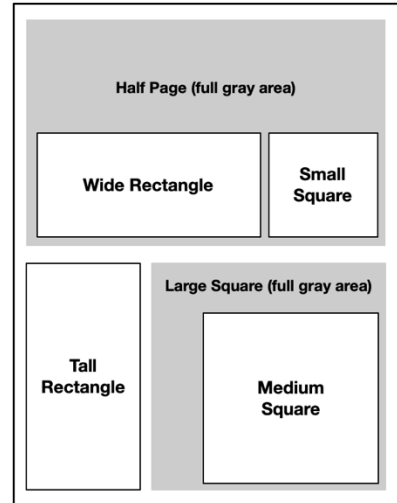 Half Page (full gray area)
Wide Rectangle
Small
Square
Large Square (full gray area)
Tall
Rectangle
Medium
Square